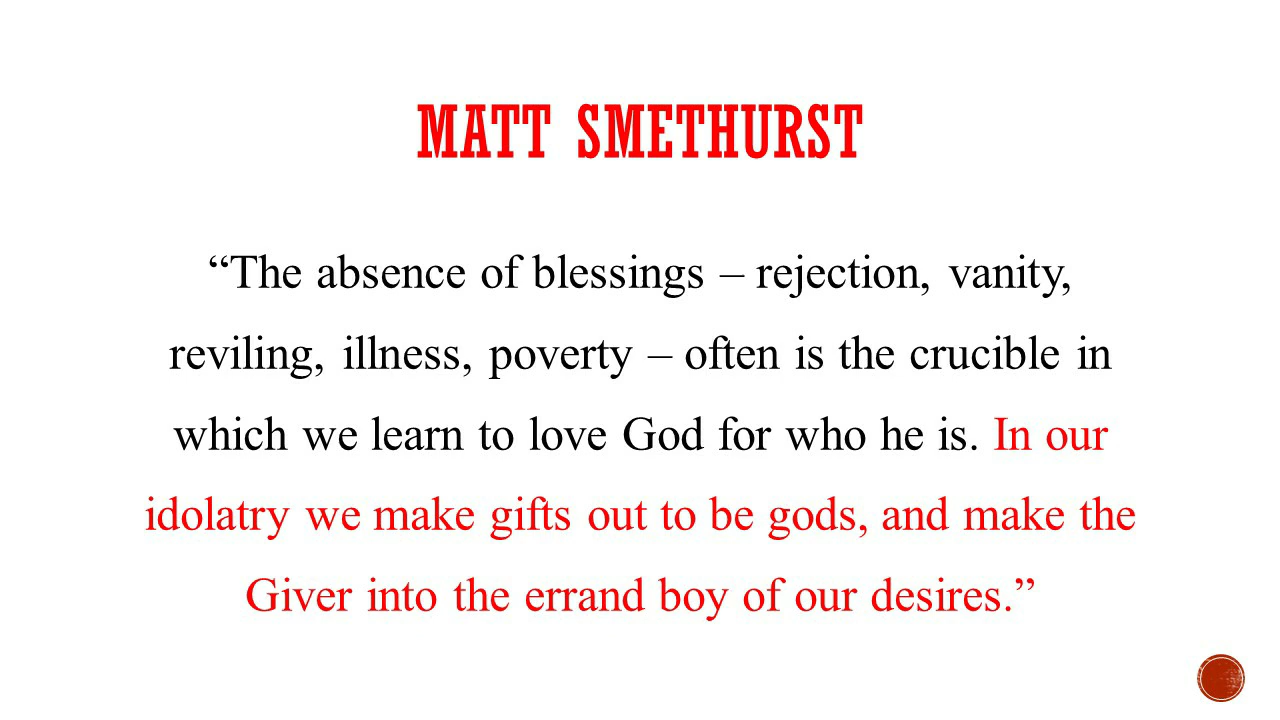 MATT SMETHURST
“The absence of blessings – rejection, vanity,
reviling, illness, poverty – often is the crucible in
which we learn to love God for who he is. In our
idolatry we make gifts out to be gods, and make the
Giver into the errand boy of our desires.”